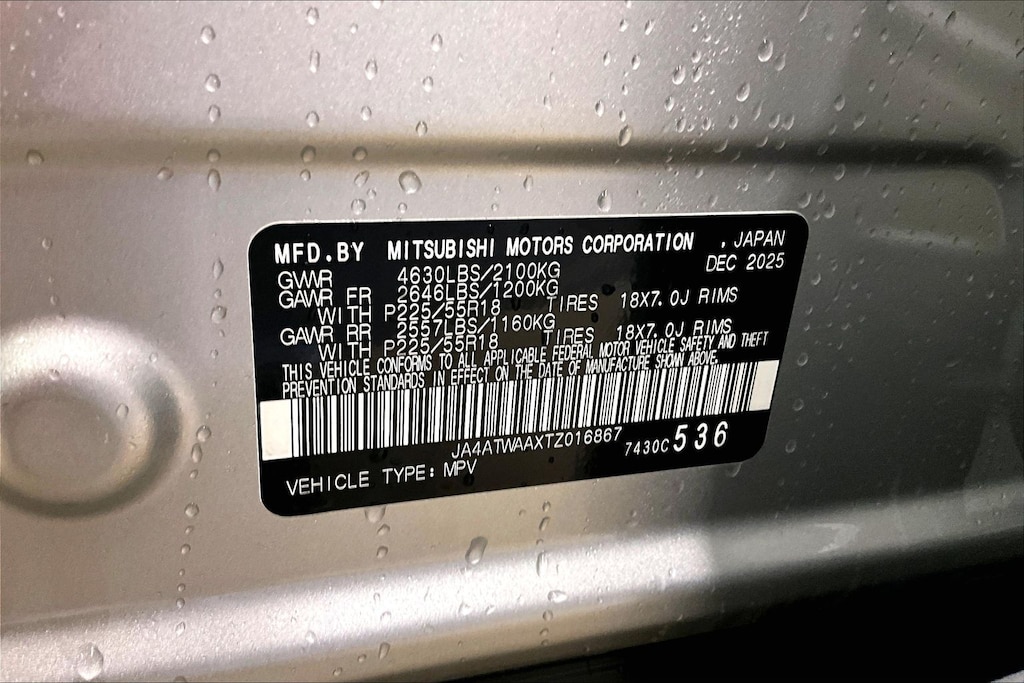 MFD.BY MITSUBISHI MOTORS CORPORATION , JAPAN
DEC 2025
GVWR 4630LBS/2100KG
GAWR FR 2646LBS/1200KG
WITH P225/55R18 TIRES 18X7.0J RIMS
GAWR RR 2557LBS/1160KG
WITH P225/55R18 TIRES 18X7.0J RIMS
THIS VEHICLE CONFORMS TO ALL APPLICABLE FEDERAL MOTOR VEHICLE SAFETY AND THEFT
PREVENTION STANDARDS IN EFFECT ON THE DATE OF MANUFACTURE SHOWN ABOVE.
JA4ATWAAXTZ016867
7430C 536
VEHICLE TYPE: MPV